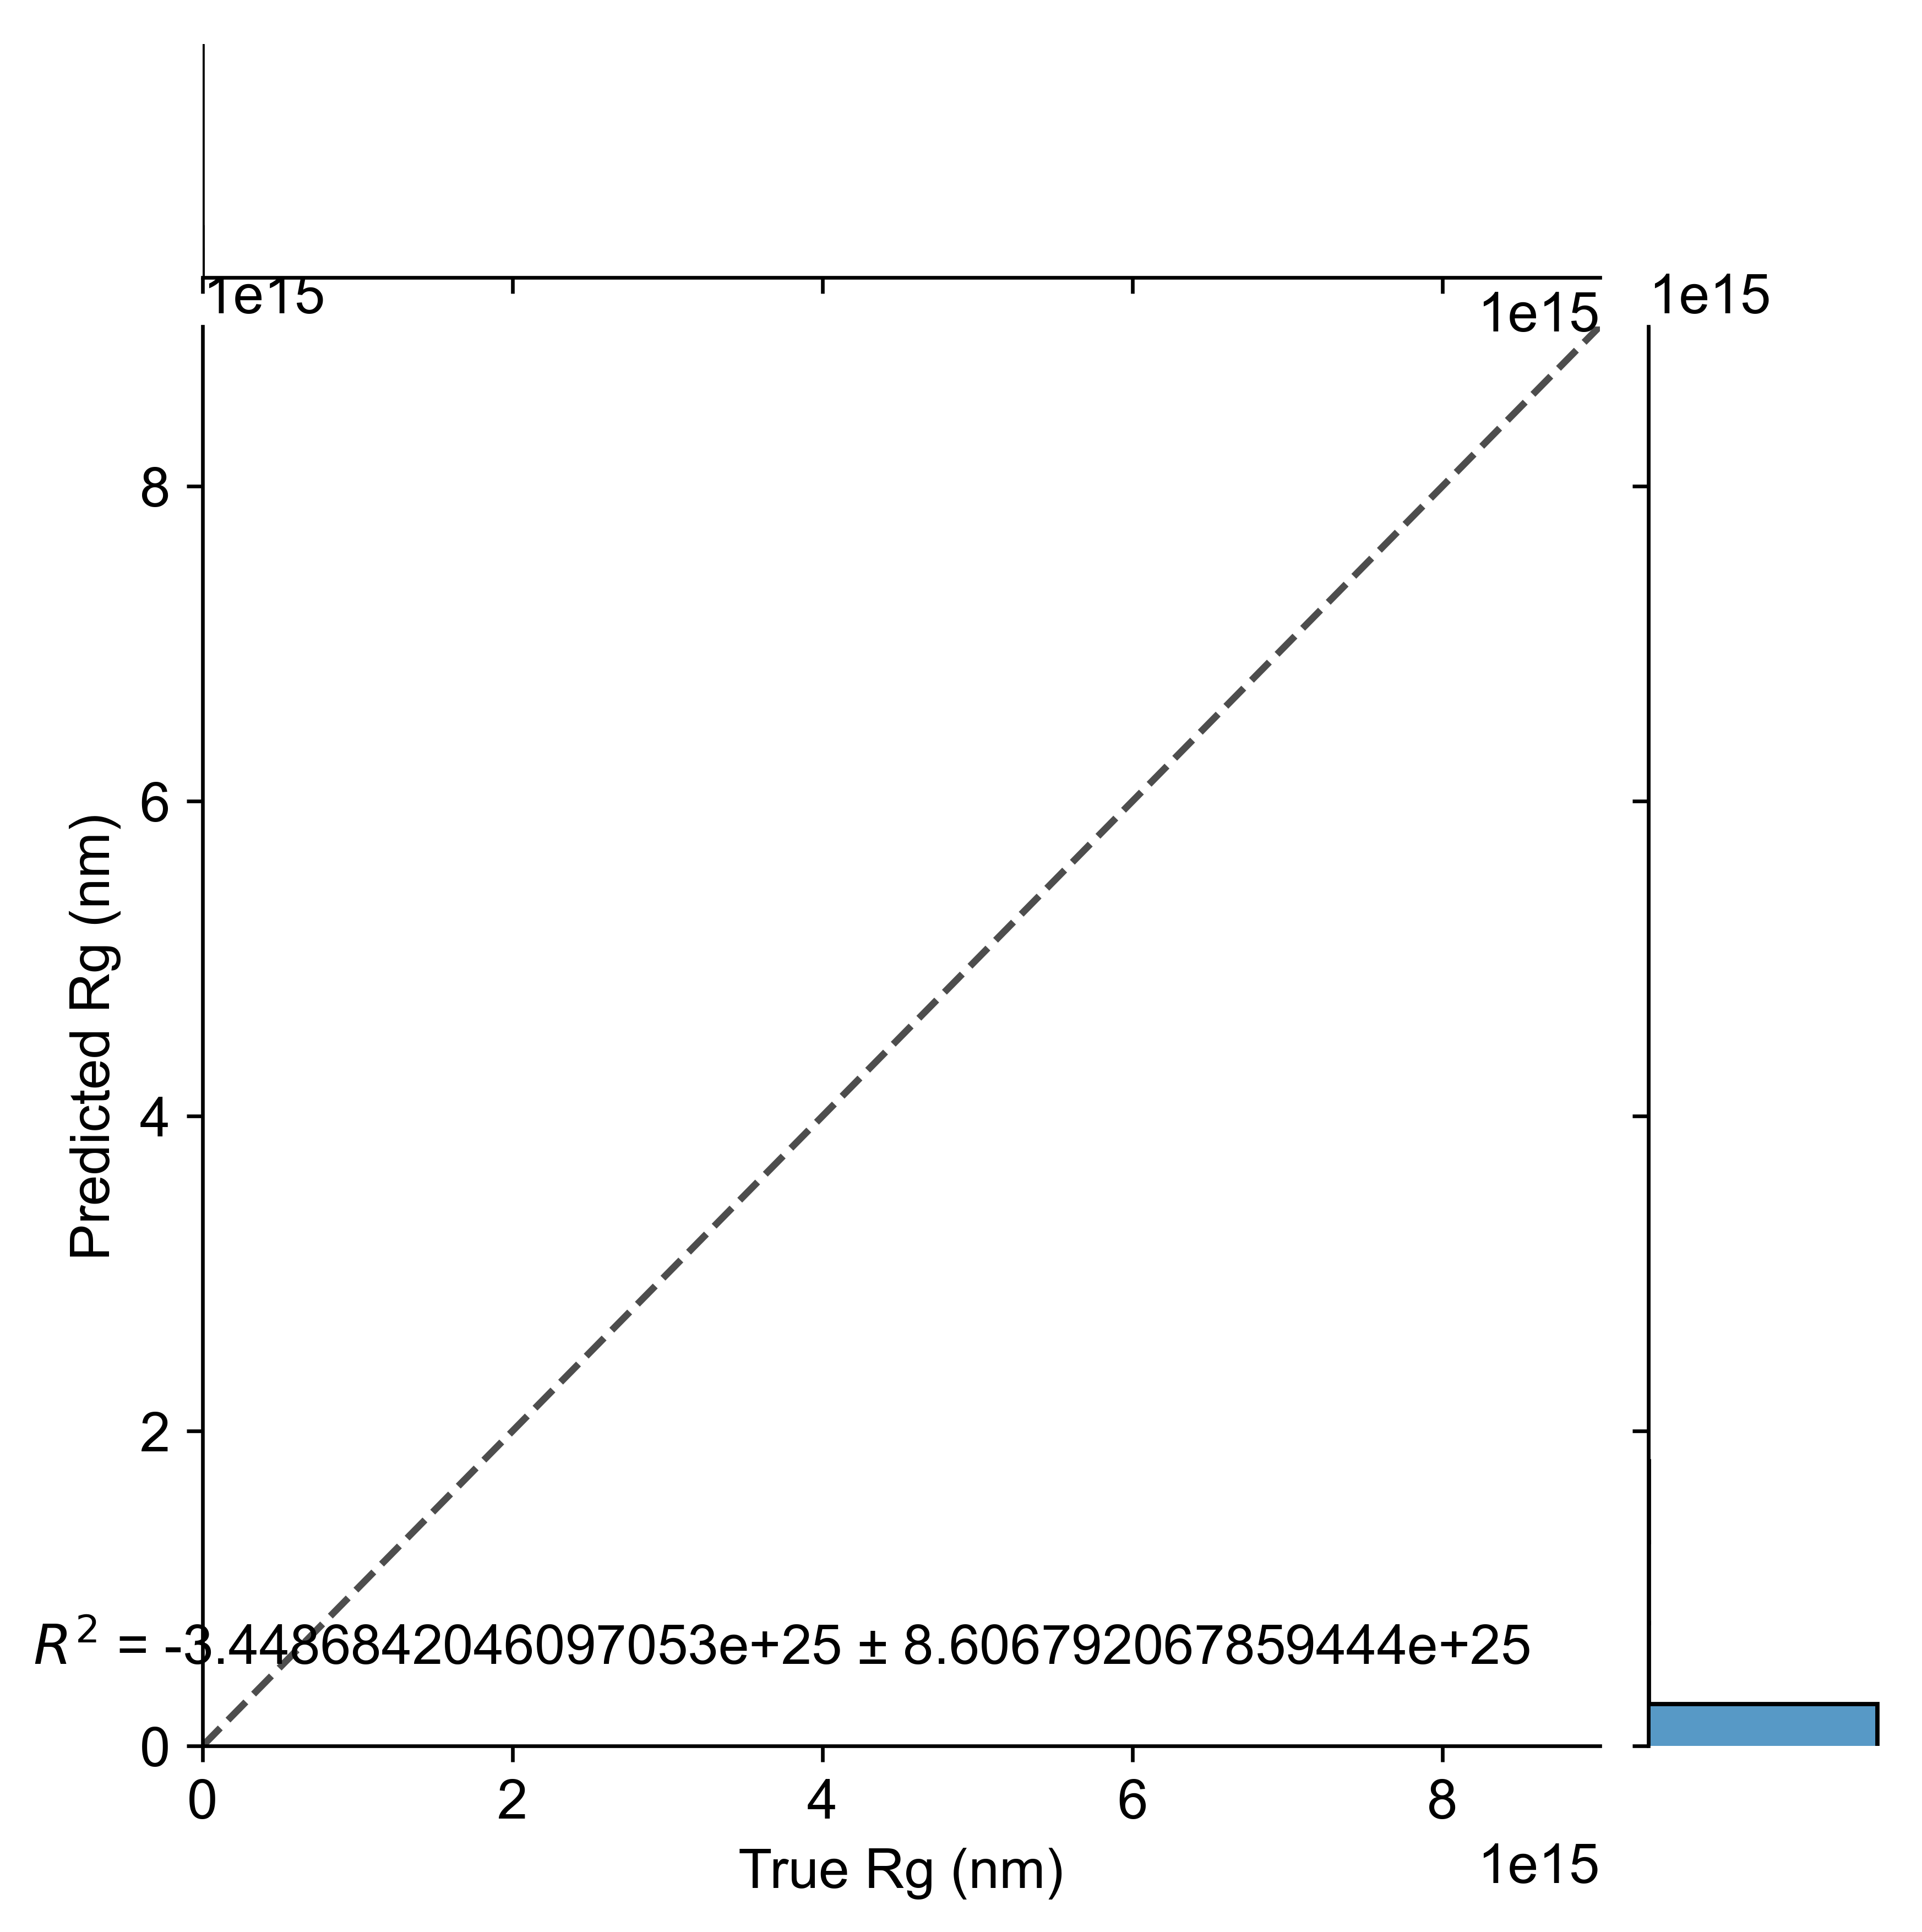 1e15
1e15
1e15
8
6
4
2
0
Predicted Rg (nm)
R² = -3.4486842046097053e+25 ± 8.606792067859444e+25
0 2 4 6 8
True Rg (nm)
1e15